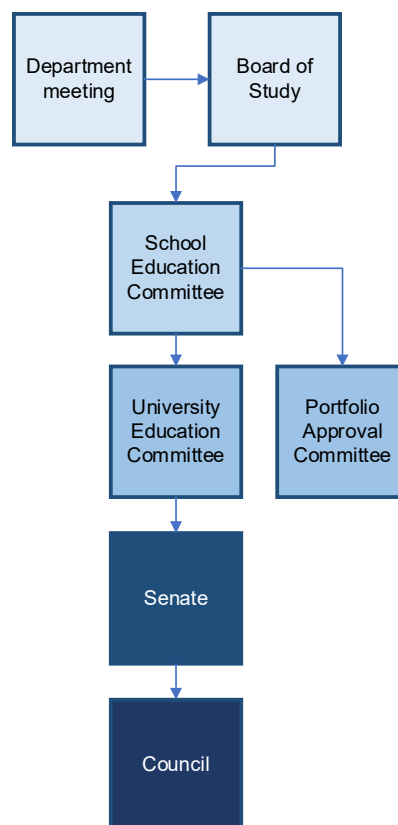 Department
meeting
Board of
Study
School
Education
Committee
University
Education
Committee
Portfolio
Approval
Committee
Senate
Council